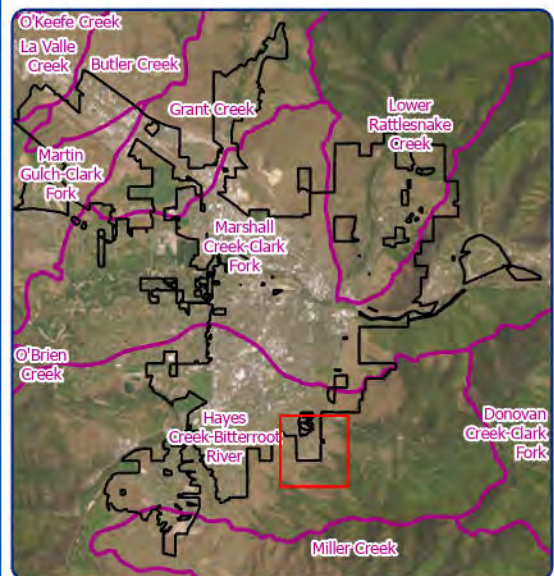 O'Keefe Creek
La Valle
Creek
Butler Creek
Grant Creek
Lower
Rattlesnake
Creek
Martin
Gulch-Clark
Fork
Marshall
Creek-Clark
Fork
O'Brien
Creek
Hayes
Creek-Bitterroot
River
Donovan
Creek-Clark
Fork
Miller Creek